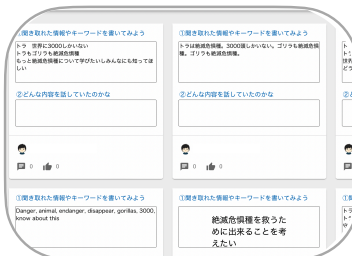 ①聞き取れた情報やキーワードを書いてみよう
トラ　世界に3000しかいない
トラもゴリラも絶滅危惧種
もっと絶滅危惧種について学びたいしみんなにも知ってほしい
②どんな内容を話していたのかな
0 0
①聞き取れた情報やキーワードを書いてみよう
トラは絶滅危惧種。3000頭しかいない。ゴリラも絶滅危惧種。ゴリラも絶滅危惧種。
②どんな内容を話していたのかな
0 0
①聞き取れた情報やキーワードを書いてみよう
Danger, animal, endanger, disappear, gorillas, 3000, know about this
①聞き取れた情報やキーワードを書いてみよう
絶滅危惧種を救うた
めに出来ることを考
えたい